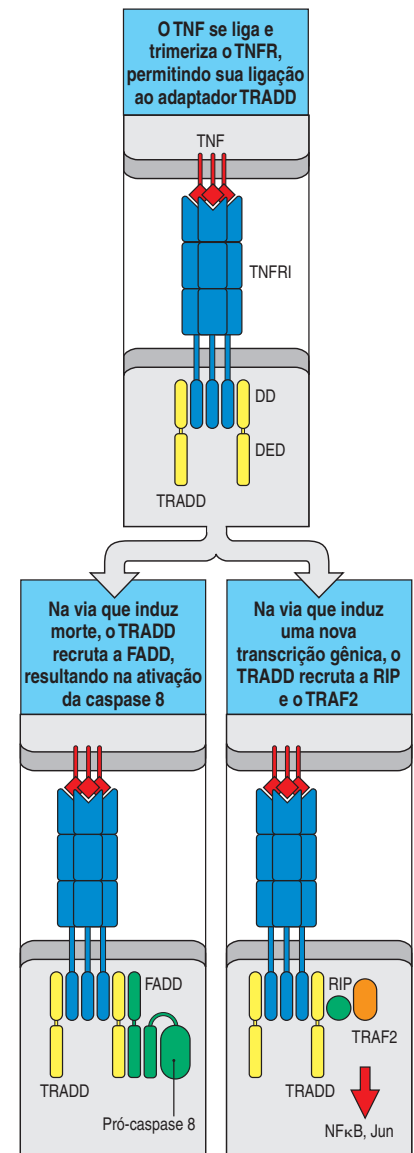 O TNF se liga e
trimeriza o TNFR,
permitindo sua ligação
ao adaptador TRADD
TNF
TNFRI
DD
DED
TRADD
Na via que induz
morte, o TRADD
recruta a FADD,
resultando na ativação
da caspase 8
FADD
TRADD
Pró-caspase 8
Na via que induz
uma nova
transcrição gênica, o
TRADD recruta a RIP
e o TRAF2
RIP
TRAF2
TRADD
NFκB, Jun